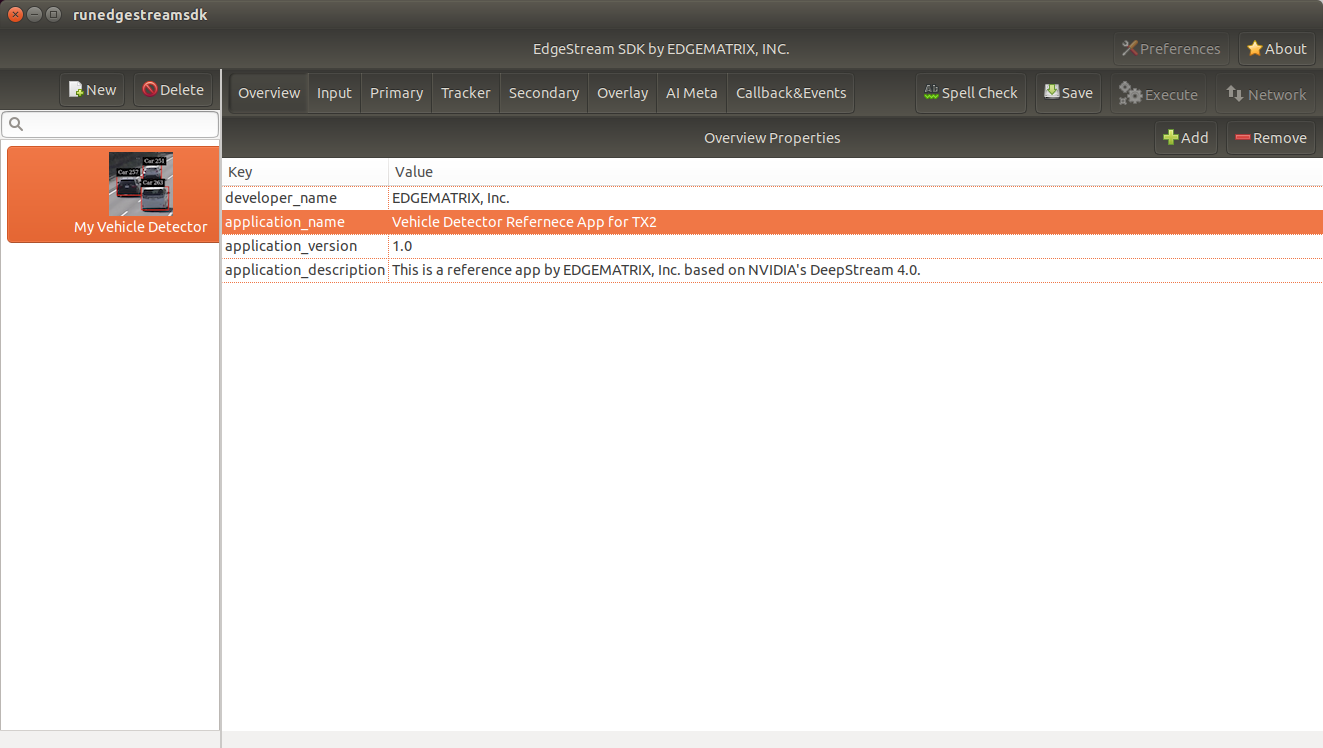 runedgestreamsdk
EdgeStream SDK by EDGEMATRIX, INC.
Preferences
About
New
Delete
Overview
Input
Primary
Tracker
Secondary
Overlay
AI Meta
Callback&Events
Spell Check
Save
Execute
Network
Overview Properties
Add
Remove
Car 251
Car 257
Car 263
My Vehicle Detector
Key Value
developer_name EDGEMATRIX, Inc.
application_name Vehicle Detector Refernece App for TX2
application_version 1.0
application_description This is a reference app by EDGEMATRIX, Inc. based on NVIDIA's DeepStream 4.0.